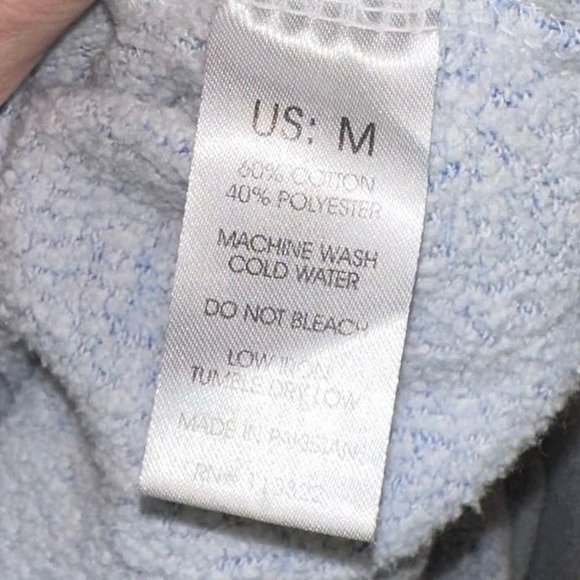 US: M
60% COTTON
40% POLYESTER
MACHINE WASH
COLD WATER
DO NOT BLEACH
LOW IRON
TUMBLE DRY LOW
MADE IN PAKISTAN
RN#